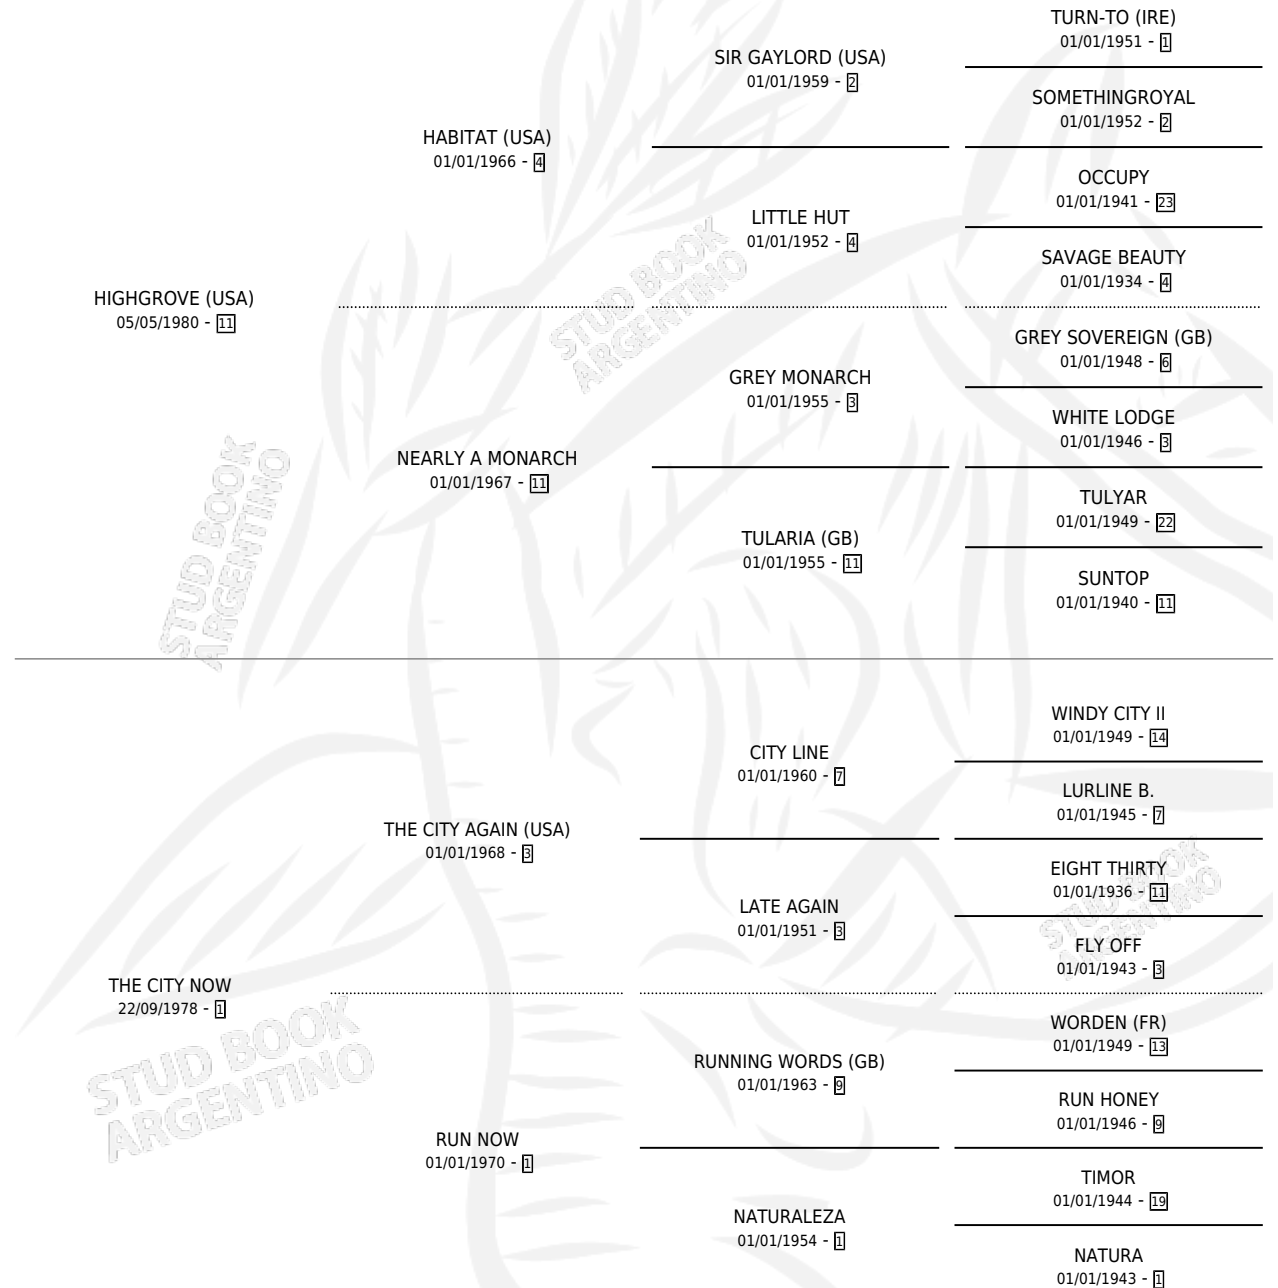 TURN-TO (IRE)
01/01/1951 - 1
SIR GAYLORD (USA)
01/01/1959 - 2
SOMETHINGROYAL
01/01/1952 - 2
HABITAT (USA)
01/01/1966 - 4
OCCUPY
01/01/1941 - 23
LITTLE HUT
01/01/1952 - 4
SAVAGE BEAUTY
01/01/1934 - 4
HIGHGROVE (USA)
05/05/1980 - 11
GREY SOVEREIGN (GB)
01/01/1948 - 6
GREY MONARCH
01/01/1955 - 3
WHITE LODGE
01/01/1946 - 3
NEARLY A MONARCH
01/01/1967 - 11
TULYAR
01/01/1949 - 22
TULARIA (GB)
01/01/1955 - 11
SUNTOP
01/01/1940 - 11
WINDY CITY II
01/01/1949 - 14
CITY LINE
01/01/1960 - 7
LURLINE B.
01/01/1945 - 7
THE CITY AGAIN (USA)
01/01/1968 - 3
EIGHT THIRTY
01/01/1936 - 11
LATE AGAIN
01/01/1951 - 3
FLY OFF
01/01/1943 - 3
THE CITY NOW
22/09/1978 - 1
WORDEN (FR)
01/01/1949 - 13
RUNNING WORDS (GB)
01/01/1963 - 9
RUN HONEY
01/01/1946 - 9
RUN NOW
01/01/1970 - 1
TIMOR
01/01/1944 - 19
NATURALEZA
01/01/1954 - 1
NATURA
01/01/1943 - 1
STUD BOOK
ARGENTINO
STUD BOOK
ARGENTINO
STUD BOOK
ARGENTINO
STUD BOOK
ARGENTINO